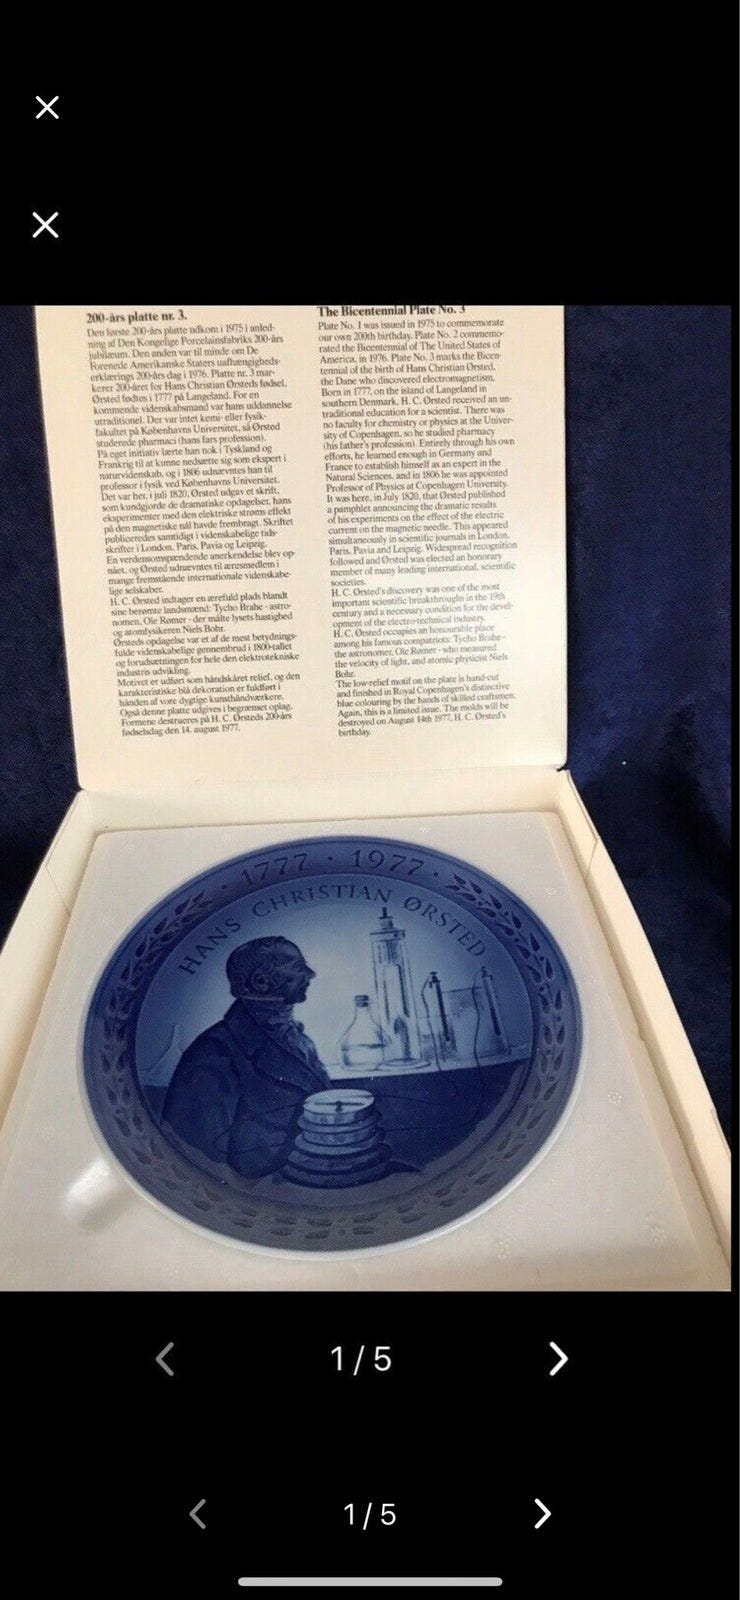 200-års platte nr. 3.
Den første 200-års platte udkom i 1975 i anled-
ning af Den Kongelige Porcelainsfabriks 200-års
jubilæum. Den anden var til minde om De
Forenede Amerikanske Staters uafhængigheds-
erklærings 200-års dag i 1976. Platte nr. 3 mar-
kerer 200-året for Hans Christian Ørsteds fødsel.
Ørsted fødtes i 1777 på Langeland. For en
kommende videnskabsmand var hans uddannelse
utraditionel. Der var intet kemi- eller fysik-
fakultet på Københavns Universitet, så Ørsted
studerede pharmaci (hans fars profession).
På eget initiativ lærte han nok i Tyskland og
Frankrig til at kunne nedsætte sig som ekspert i
naturvidenskab, og i 1806 udnævntes han til
professor i fysik ved Københavns Universitet.
Det var her, i juli 1820, Ørsted udgav et skrift,
som kundgjorde de dramatiske opdagelser, hans
eksperimenter med den elektriske strøms effekt
på den magnetiske nål havde frembragt. Skriftet
publiceredes samtidigt i videnskabelige tids-
skrifter i London, Paris, Pavia og Leipzig.
En verdensomspændende anerkendelse blev op-
nået, og Ørsted udnævntes til æresmedlem i
mange fremstående internationale videnskabe-
lige selskaber.
H. C. Ørsted indtager en ærefuld plads blandt
sine berømte landsmænd: Tycho Brahe - astro-
nomen, Ole Rømer - der målte lysets hastighed
og atomfysikeren Niels Bohr.
Ørsteds opdagelse var et af de mest betydnings-
fulde videnskabelige gennembrud i 1800-tallet
og forudsætningen for hele den elektrotekniske
industris udvikling.
Motivet er udført som håndskåret relief, og den
karakteristiske blå dekoration er fuldført i
hånden af vore dygtige kunsthåndværkere.
Også denne platte udgives i begrænset oplag.
Formene destrueres på H. C. Ørsteds 200-års
fødselsdag den 14. august 1977.
The Bicentennial Plate No. 3
Plate No. 1 was issued in 1975 to commemorate
our own 200th birthday. Plate No. 2 commemo-
rated the Bicentennial of The United States of
America, in 1976. Plate No. 3 marks the Bicen-
tennial of the birth of Hans Christian Ørsted,
the Dane who discovered electromagnetism.
Born in 1777, on the island of Langeland in
southern Denmark, H. C. Ørsted received an un-
traditional education for a scientist. There was
no faculty for chemistry or physics at the Univer-
sity of Copenhagen, so he studied pharmacy
(his father's profession). Entirely through his own
efforts, he learned enough in Germany and
France to establish himself as an expert in the
Natural Sciences, and in 1806 he was appointed
Professor of Physics at Copenhagen University.
It was here, in July 1820, that Ørsted published
a pamphlet announcing the dramatic results
of his experiments on the effect of the electric
current on the magnetic needle. This appeared
simultaneously in scientific journals in London,
Paris, Pavia and Leipzig. Widespread recognition
followed and Ørsted was elected an honorary
member of many leading international, scientific
societies.
H. C. Ørsted's discovery was one of the most
important scientific breakthroughs in the 19th
century and a necessary condition for the devel-
opment of the electro-technical industry.
H. C. Ørsted occupies an honourable place
among his famous compatriots: Tycho Brahe -
the astronomer, Ole Rømer - who measured
the velocity of light, and atomic physicist Niels
Bohr.
The low-relief motif on the plate is hand-cut
and finished in Royal Copenhagen's distinctive
blue colouring by the hands of skilled craftsmen.
Again, this is a limited issue. The molds will be
destroyed on August 14th 1977, H. C. Ørsted's
birthday.
1777 · 1977
HANS CHRISTIAN ØRSTED
1 / 5
1 / 5